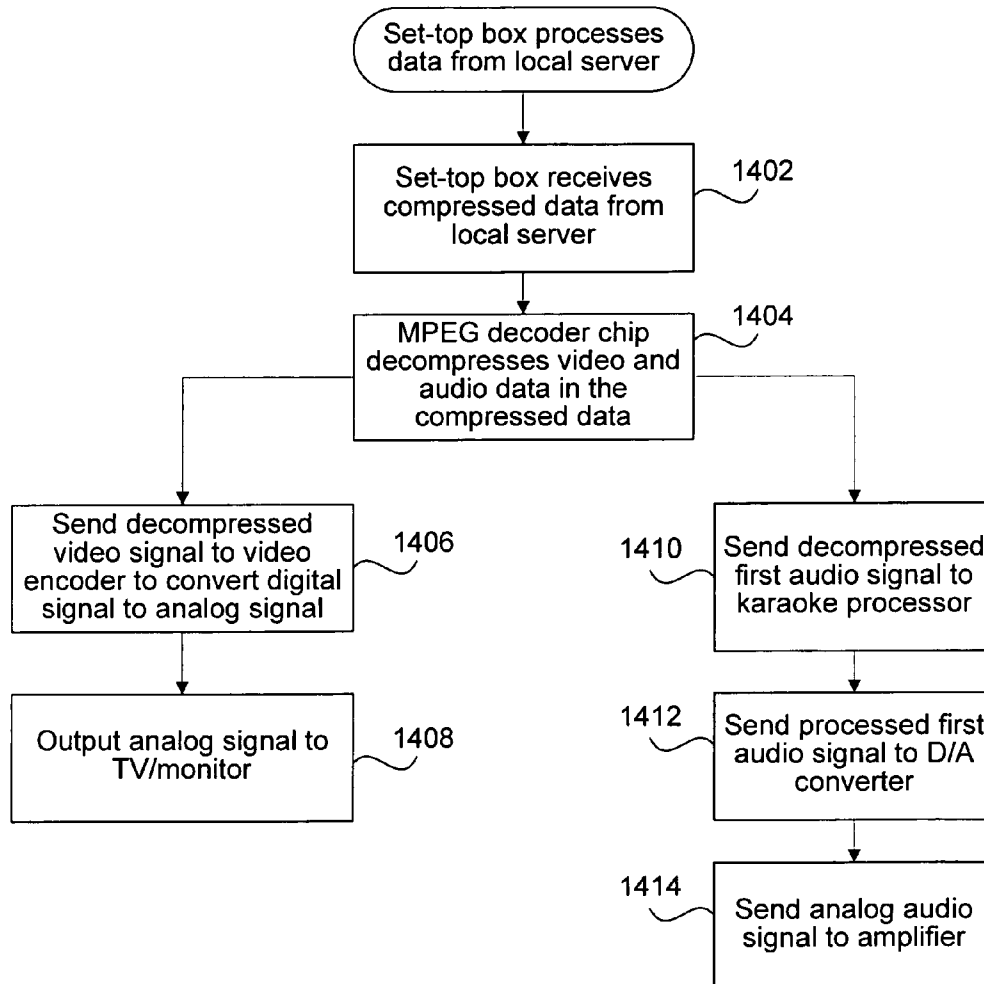 Set-top box processes
data from local server
1402
Set-top box receives
compressed data from
local server
1404
MPEG decoder chip
decompresses video and
audio data in the
compressed data
Send decompressed
video signal to video
encoder to convert digital
signal to analog signal
1406
1410
Send decompressed
first audio signal to
karaoke processor
Output analog signal to
TV/monitor
1408
1412
Send processed first
audio signal to D/A
converter
1414
Send analog audio
signal to amplifier